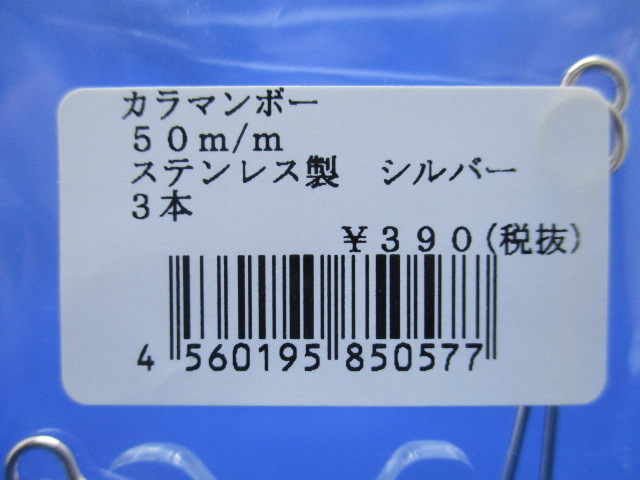 カラマンボー
５０ｍ/ｍ
ステンレス製　シルバー
３本
￥３９０(税抜)
4 560195 850577